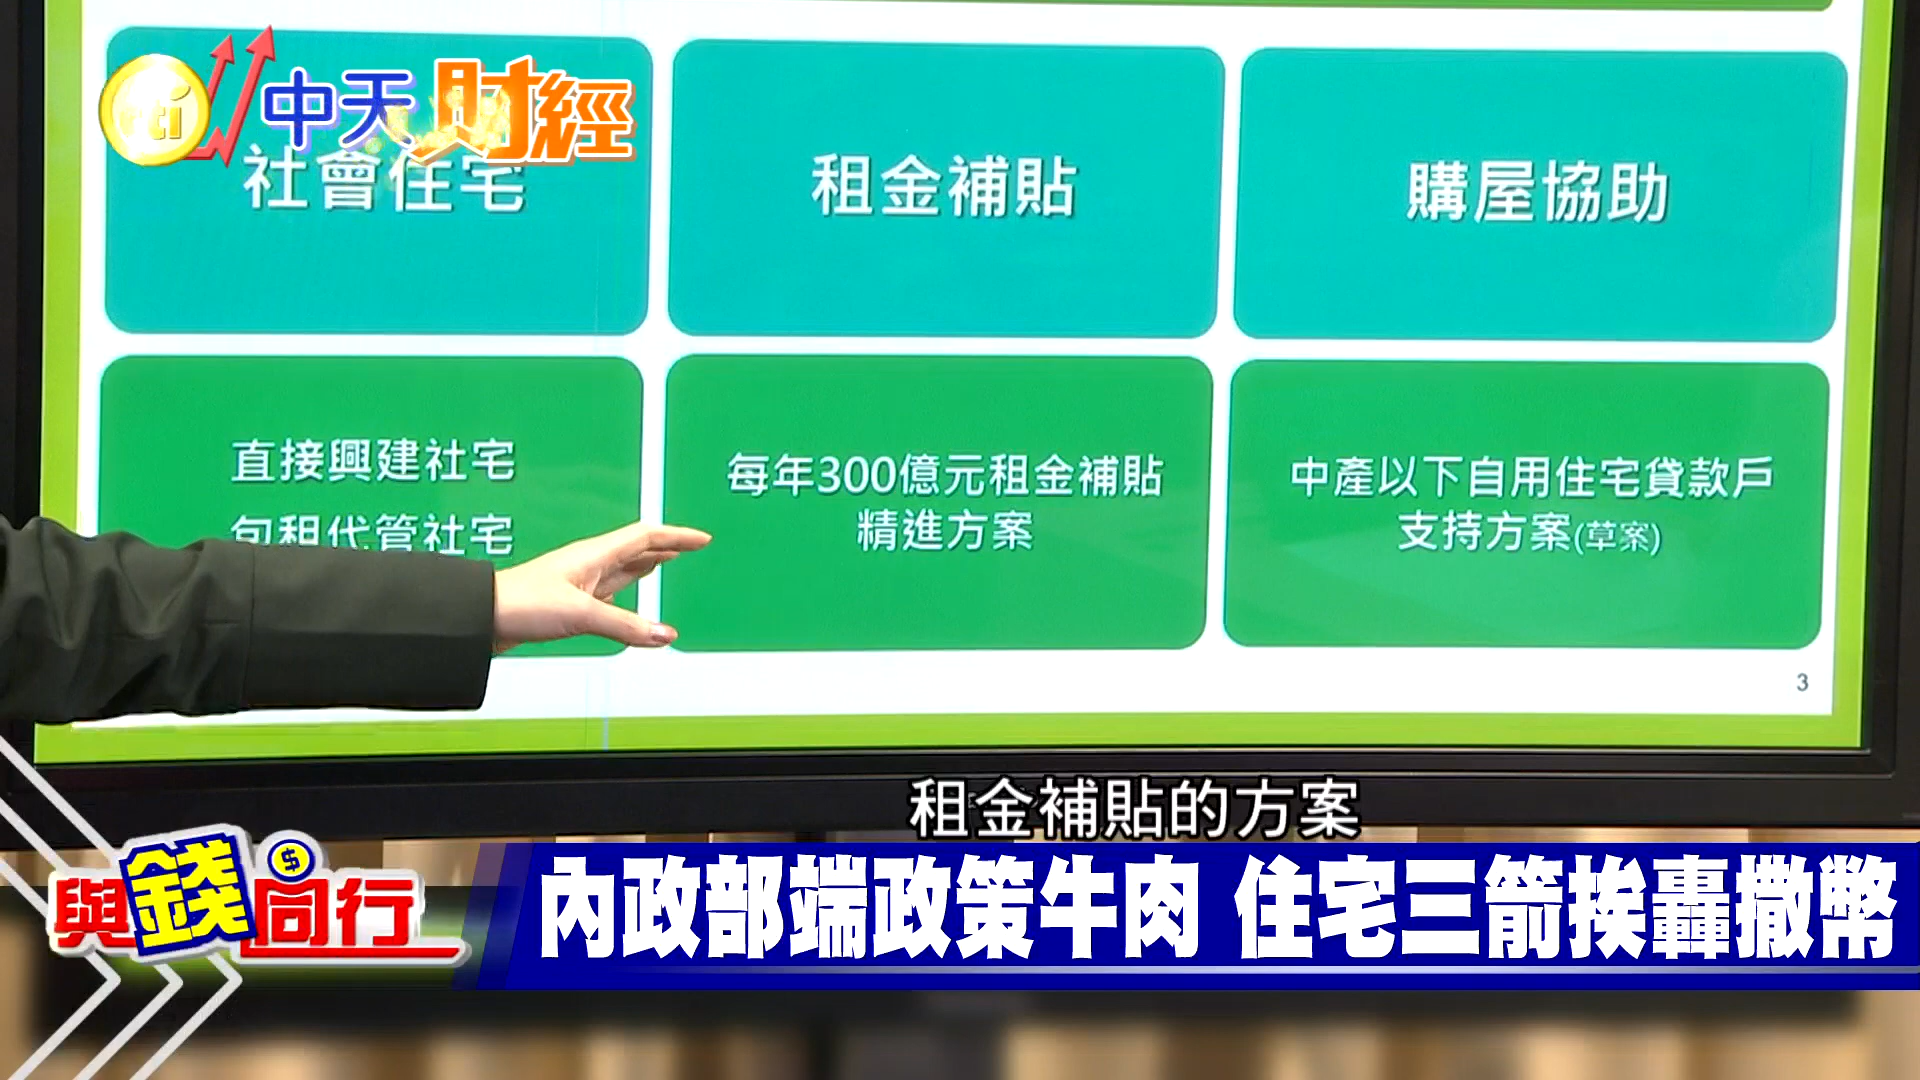 cti
中天財經
社會住宅
租金補貼
購屋協助
直接興建社宅
包租代管社宅
每年300億元租金補貼
精進方案
中產以下自用住宅貸款戶
支持方案(草案)
3
租金補貼的方案
與錢同行
$
內政部端政策牛肉 住宅三箭挨轟撒幣